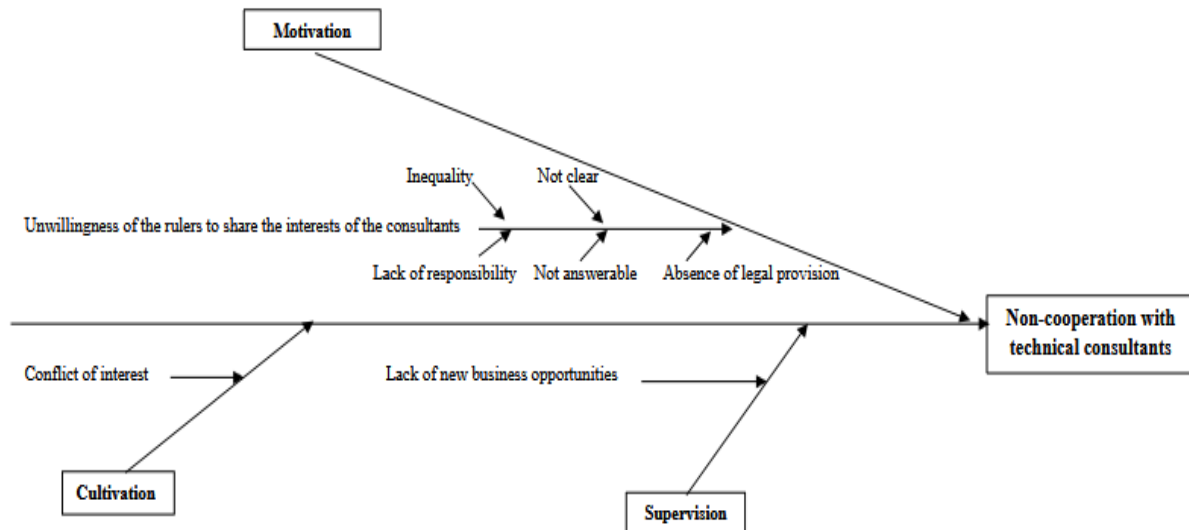 Motivation
Inequality
Not clear
Unwillingness of the rulers to share the interests of the consultants
Lack of responsibility
Not answerable
Absence of legal provision
Non-cooperation with
technical consultants
Conflict of interest
Lack of new business opportunities
Cultivation
Supervision